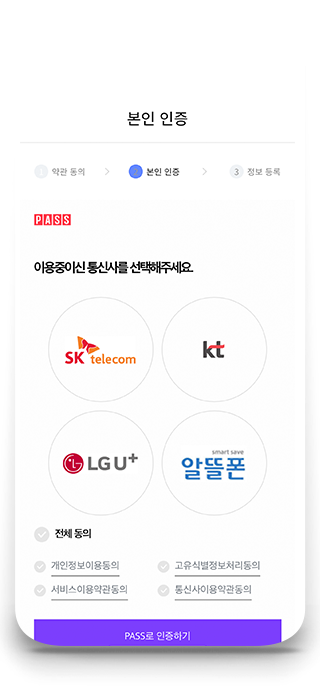 본인 인증
1 약관 동의
2 본인 인증
3 정보 등록
PASS
이용중이신 통신사를 선택해주세요.
SK telecom
kt
LG U+
smart save
알뜰폰
전체 동의
개인정보이용동의
고유식별정보처리동의
서비스이용약관동의
통신사이용약관동의
PASS로 인증하기